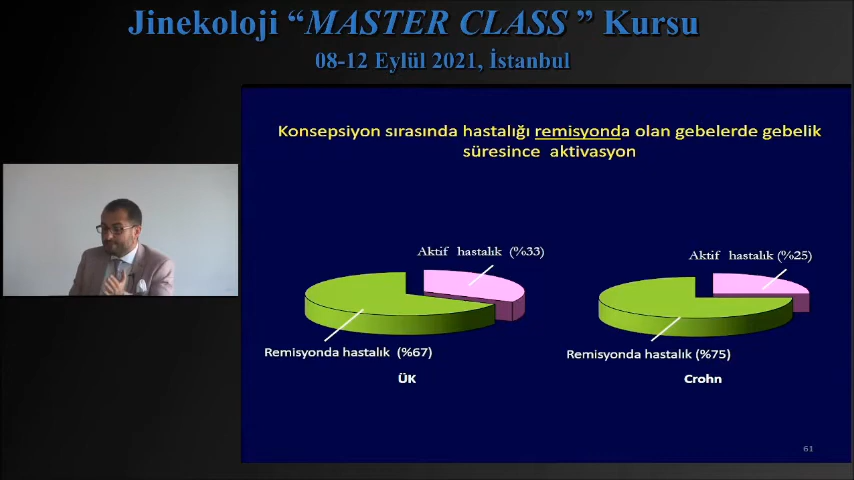 Jinekoloji “MASTER CLASS ” Kursu
08-12 Eylül 2021, İstanbul
Konsepsiyon sırasında hastalığı remisyonda olan gebelerde gebelik
süresince aktivasyon
Aktif hastalık (%33)
Remisyonda hastalık (%67)
ÜK
Aktif hastalık (%25)
Remisyonda hastalık (%75)
Crohn
61